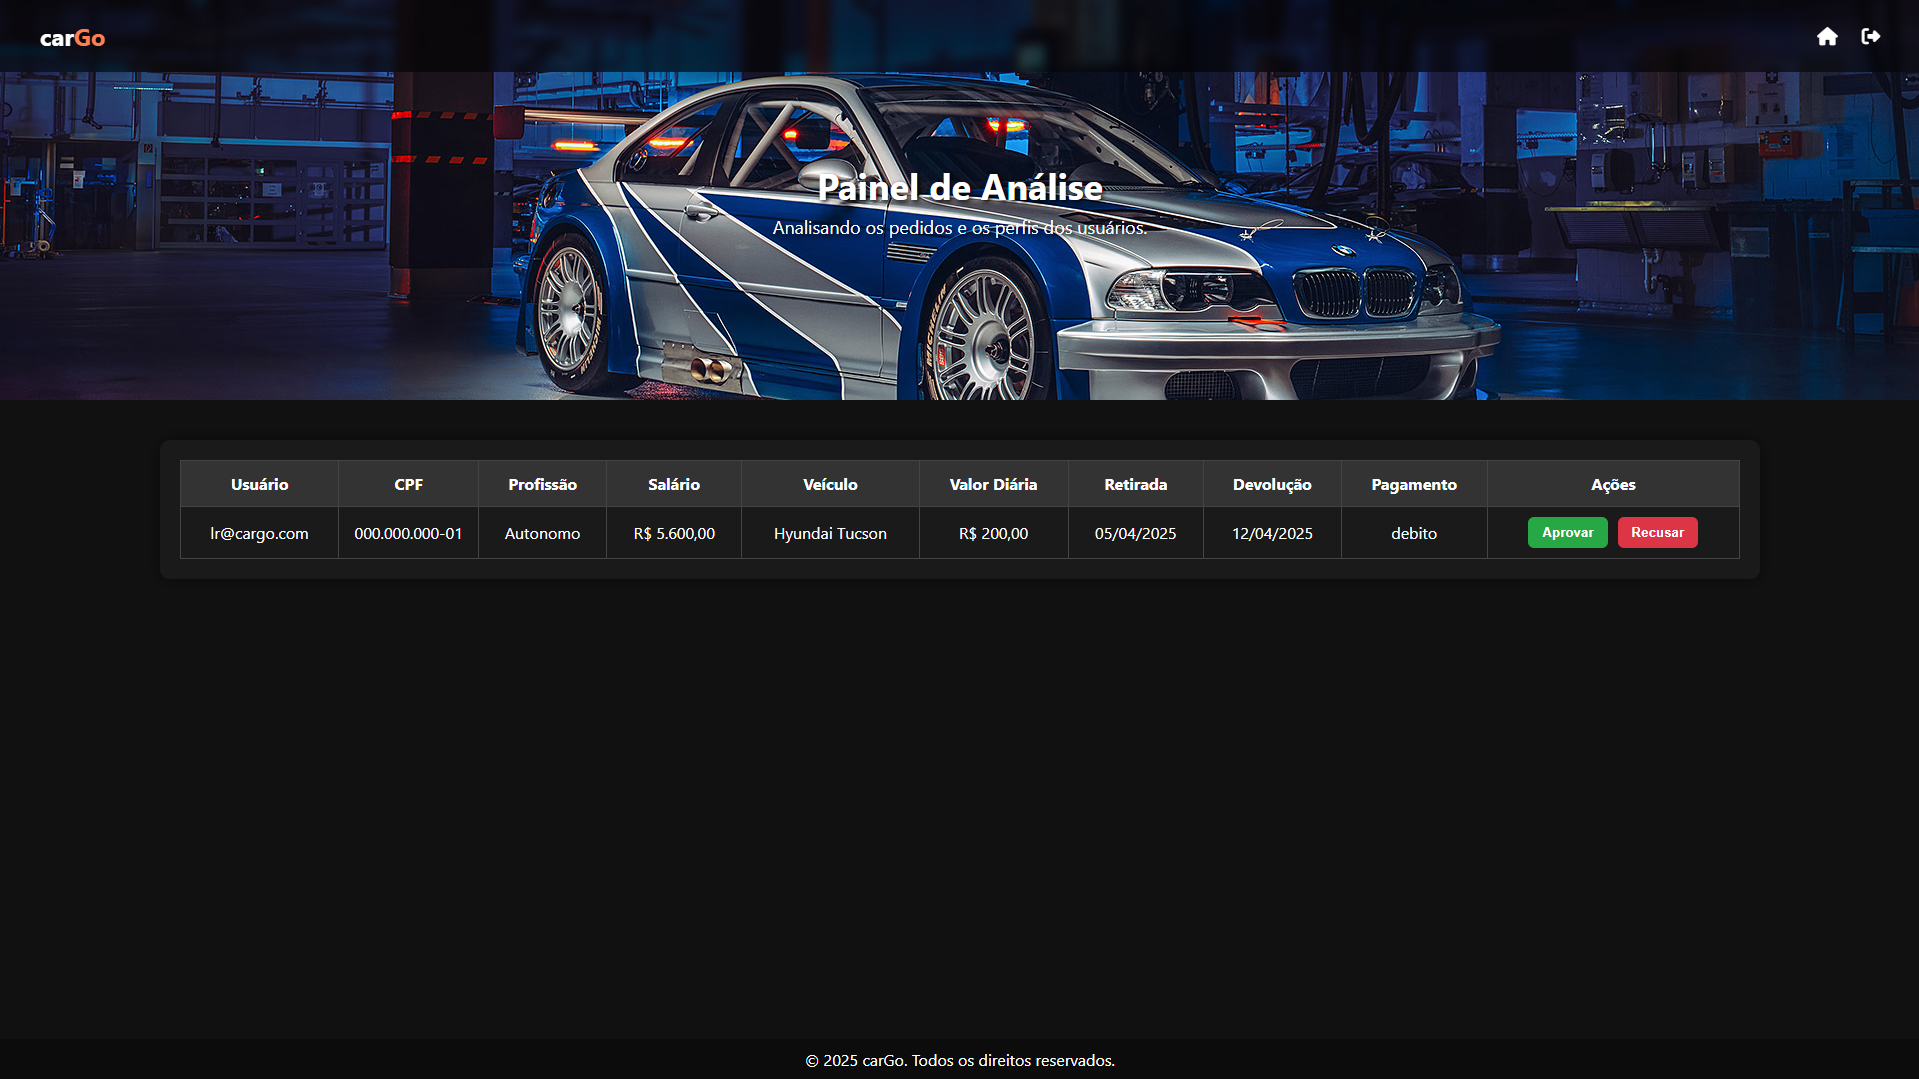 carGo
Painel de Análise
Analisando os pedidos e os perfis dos usuários.
MICHELIN
Usuário CPF Profissão Salário Veículo Valor Diária Retirada Devolução Pagamento Ações
lr@cargo.com 000.000.000-01 Autonomo R$ 5.600,00 Hyundai Tucson R$ 200,00 05/04/2025 12/04/2025 debito Aprovar Recusar
© 2025 carGo. Todos os direitos reservados.